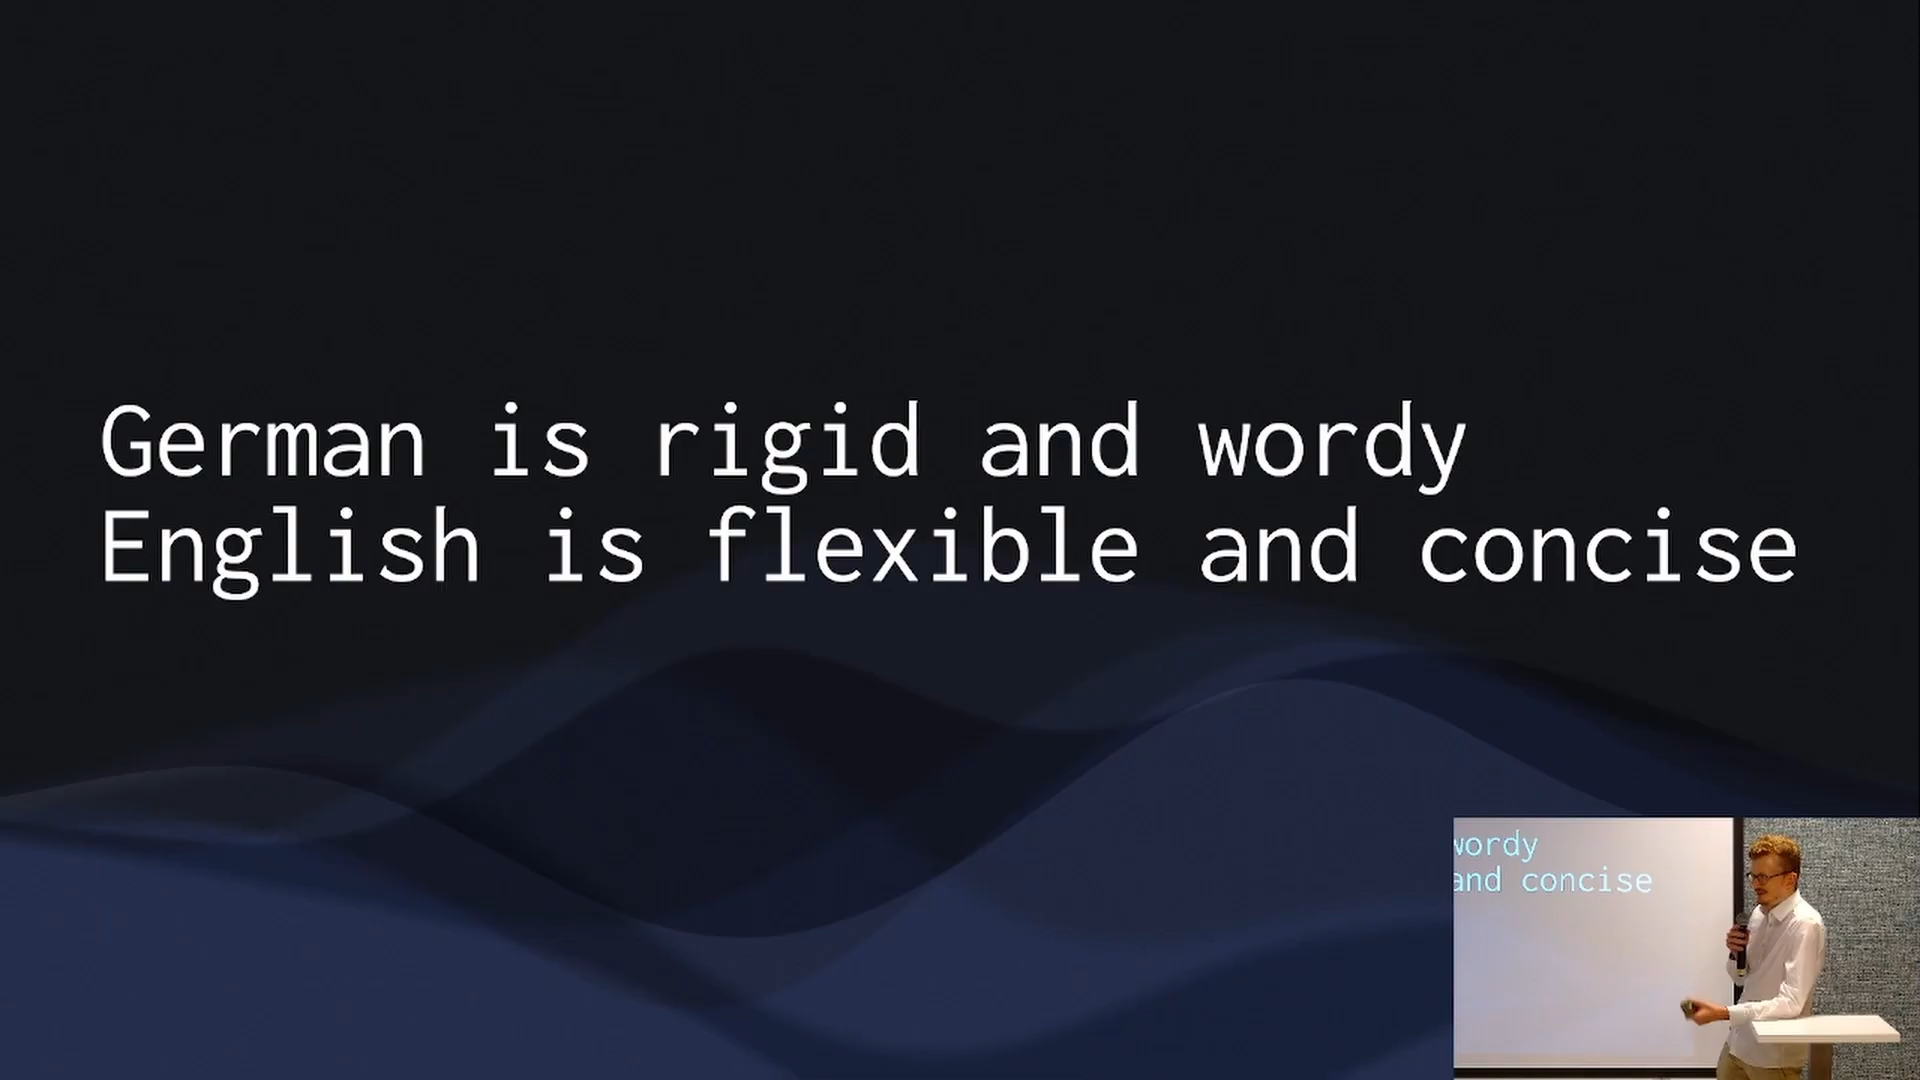 German is rigid and wordy
English is flexible and concise
wordy
and concise